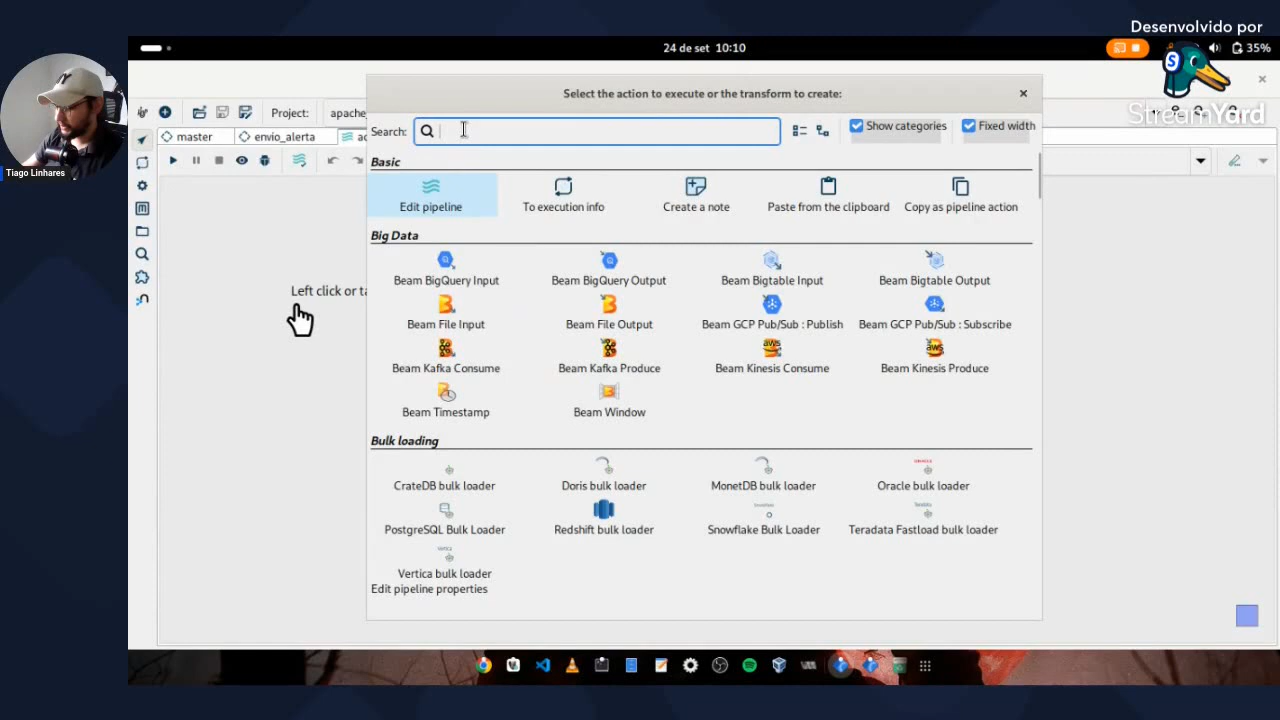 Desenvolvido por
StreamYard
24 de set 10:10
35%
Tiago Linhares
Project:
apache
master
envio_alerta
Left click or ta
Select the action to execute or the transform to create:
Search:
Show categories
Fixed width
Basic
Edit pipeline
To execution info
Create a note
Paste from the clipboard
Copy as pipeline action
Big Data
Beam BigQuery Input
Beam BigQuery Output
Beam Bigtable Input
Beam Bigtable Output
Beam File Input
Beam File Output
Beam GCP Pub/Sub : Publish
Beam GCP Pub/Sub : Subscribe
Beam Kafka Consume
Beam Kafka Produce
Beam Kinesis Consume
Beam Kinesis Produce
Beam Timestamp
Beam Window
Bulk loading
CrateDB bulk loader
Doris bulk loader
MonetDB bulk loader
Oracle bulk loader
PostgreSQL Bulk Loader
Redshift bulk loader
Snowflake Bulk Loader
Teradata Fastload bulk loader
Vertica bulk loader
Edit pipeline properties